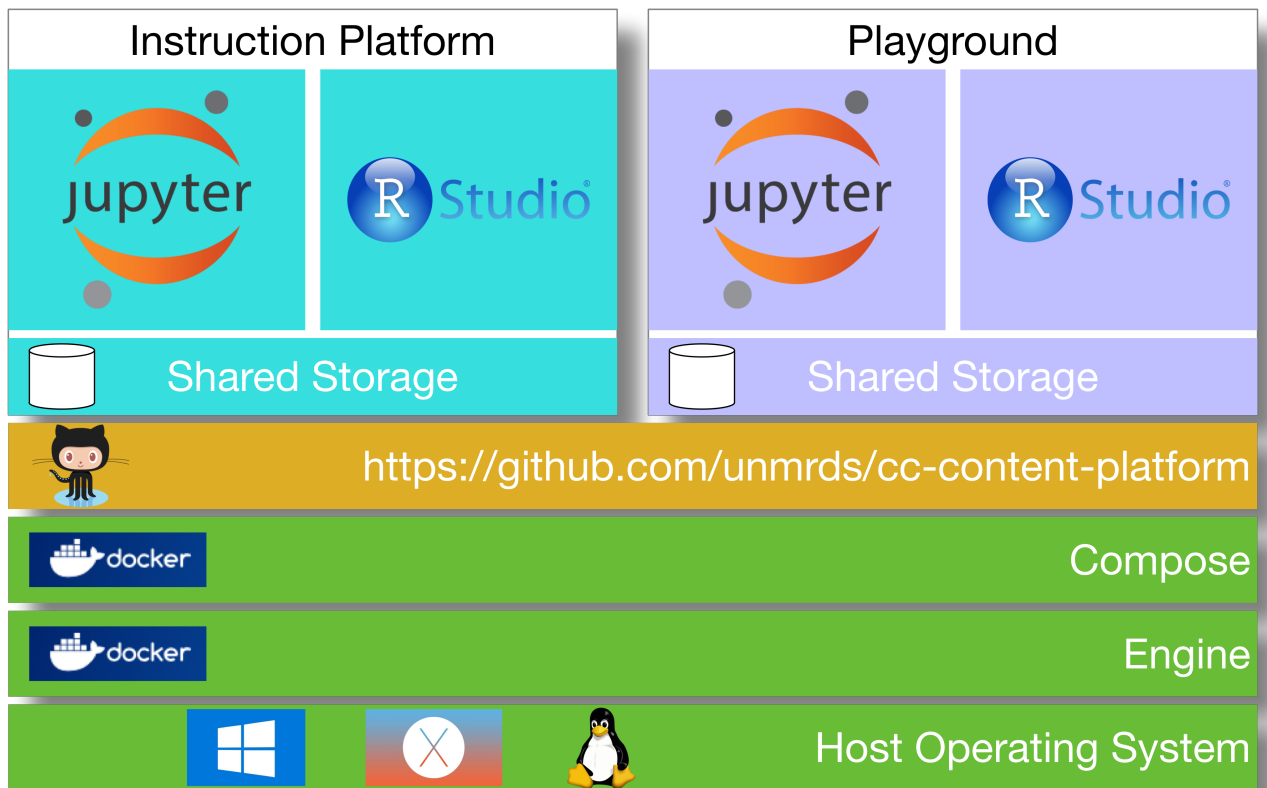 Instruction Platform
jupyter
R Studio®
Shared Storage
Playground
jupyter
R Studio®
Shared Storage
https://github.com/unmrds/cc-content-platform
docker
Compose
docker
Engine
Host Operating System